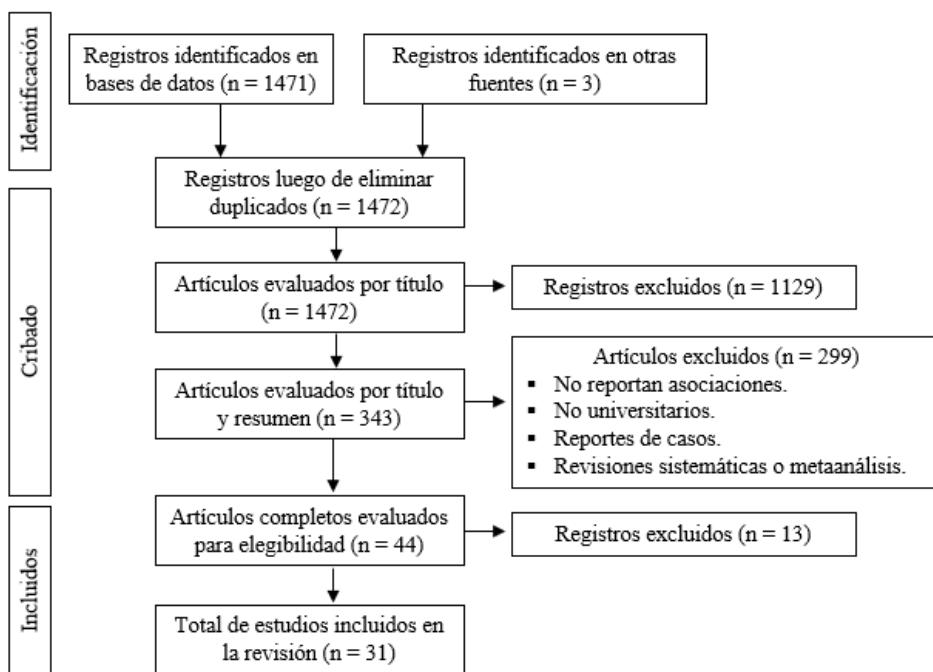 Identificación
Registros identificados en
bases de datos (n = 1471)
Registros identificados en otras
fuentes (n = 3)
Cribado
Registros luego de eliminar
duplicados (n = 1472)
Artículos evaluados por título
(n = 1472)
Registros excluidos (n = 1129)
Artículos evaluados por título
y resumen (n = 343)
Artículos excluidos (n = 299)
▪ No reportan asociaciones.
▪ No universitarios.
▪ Reportes de casos.
▪ Revisiones sistemáticas o metaanálisis.
Incluidos
Artículos completos evaluados
para elegibilidad (n = 44)
Registros excluidos (n = 13)
Total de estudios incluidos en
la revisión (n = 31)